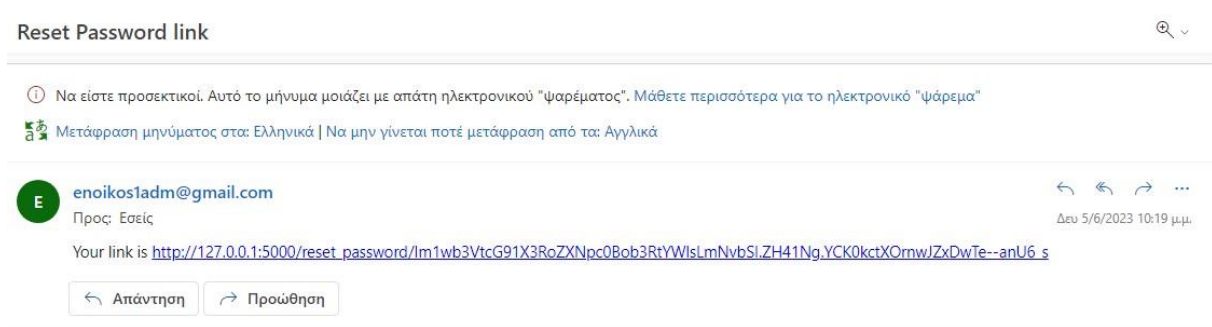 Reset Password link
Να είστε προσεκτικοί. Αυτό το μήνυμα μοιάζει με απάτη ηλεκτρονικού "ψαρέματος". Μάθετε περισσότερα για το ηλεκτρονικό "ψάρεμα"
Μετάφραση μηνύματος στα: Ελληνικά | Να μην γίνεται ποτέ μετάφραση από τα: Αγγλικά
E
enoikos1adm@gmail.com
Προς: Εσείς
Δευ 5/6/2023 10:19 μ.μ.
Your link is http://127.0.0.1:5000/reset_password/Im1wb3VtcG91X3RoZXNpc0Bob3RtYWlsLmNvbSI.ZH41Ng.YCK0kctXOrnwJZxDwTe--anU6_s
Απάντηση
Προώθηση